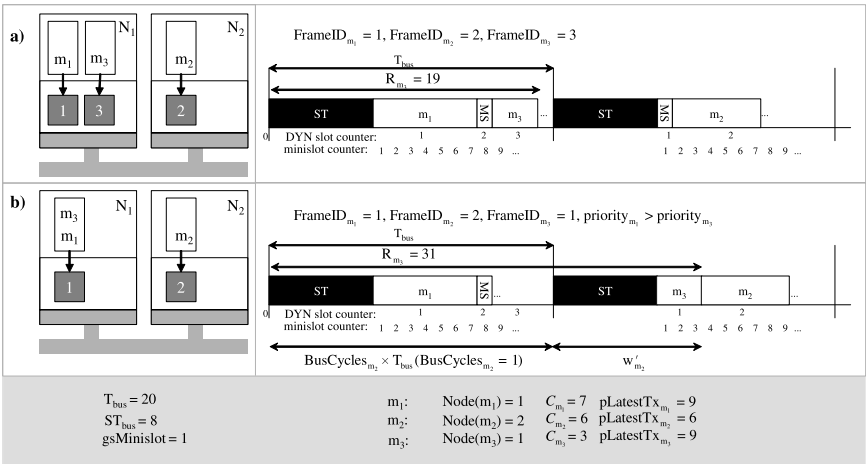 a)
N₁
N₂
m₁ m₃
m₂
1 3
2
FrameIDₘ₁ = 1, FrameIDₘ₂ = 2, FrameIDₘ₃ = 3
T_bus
Rₘ₃ = 19
ST m₁ MS m₃ ... ST MS m₂ ...
0
DYN slot counter: 1 2 3 1 2
minislot counter: 1 2 3 4 5 6 7 8 9 ... 1 2 3 4 5 6 7 8 9 ...
b)
N₁
N₂
m₃
m₁
m₂
1
2
FrameIDₘ₁ = 1, FrameIDₘ₂ = 2, FrameIDₘ₃ = 1, priorityₘ₁ > priorityₘ₃
T_bus
Rₘ₃ = 31
ST m₁ MS ... ST m₃ m₂ ...
0
DYN slot counter: 1 2 3 1 2
minislot counter: 1 2 3 4 5 6 7 8 9 ... 1 2 3 4 5 6 7 8 9 ...
BusCyclesₘ₂ × T_bus (BusCyclesₘ₂ = 1)
w′ₘ₂
T_bus = 20
ST_bus = 8
gsMinislot = 1
m₁: Node(m₁) = 1 Cₘ₁ = 7 pLatestTxₘ₁ = 9
m₂: Node(m₂) = 2 Cₘ₂ = 6 pLatestTxₘ₂ = 6
m₃: Node(m₃) = 1 Cₘ₃ = 3 pLatestTxₘ₃ = 9